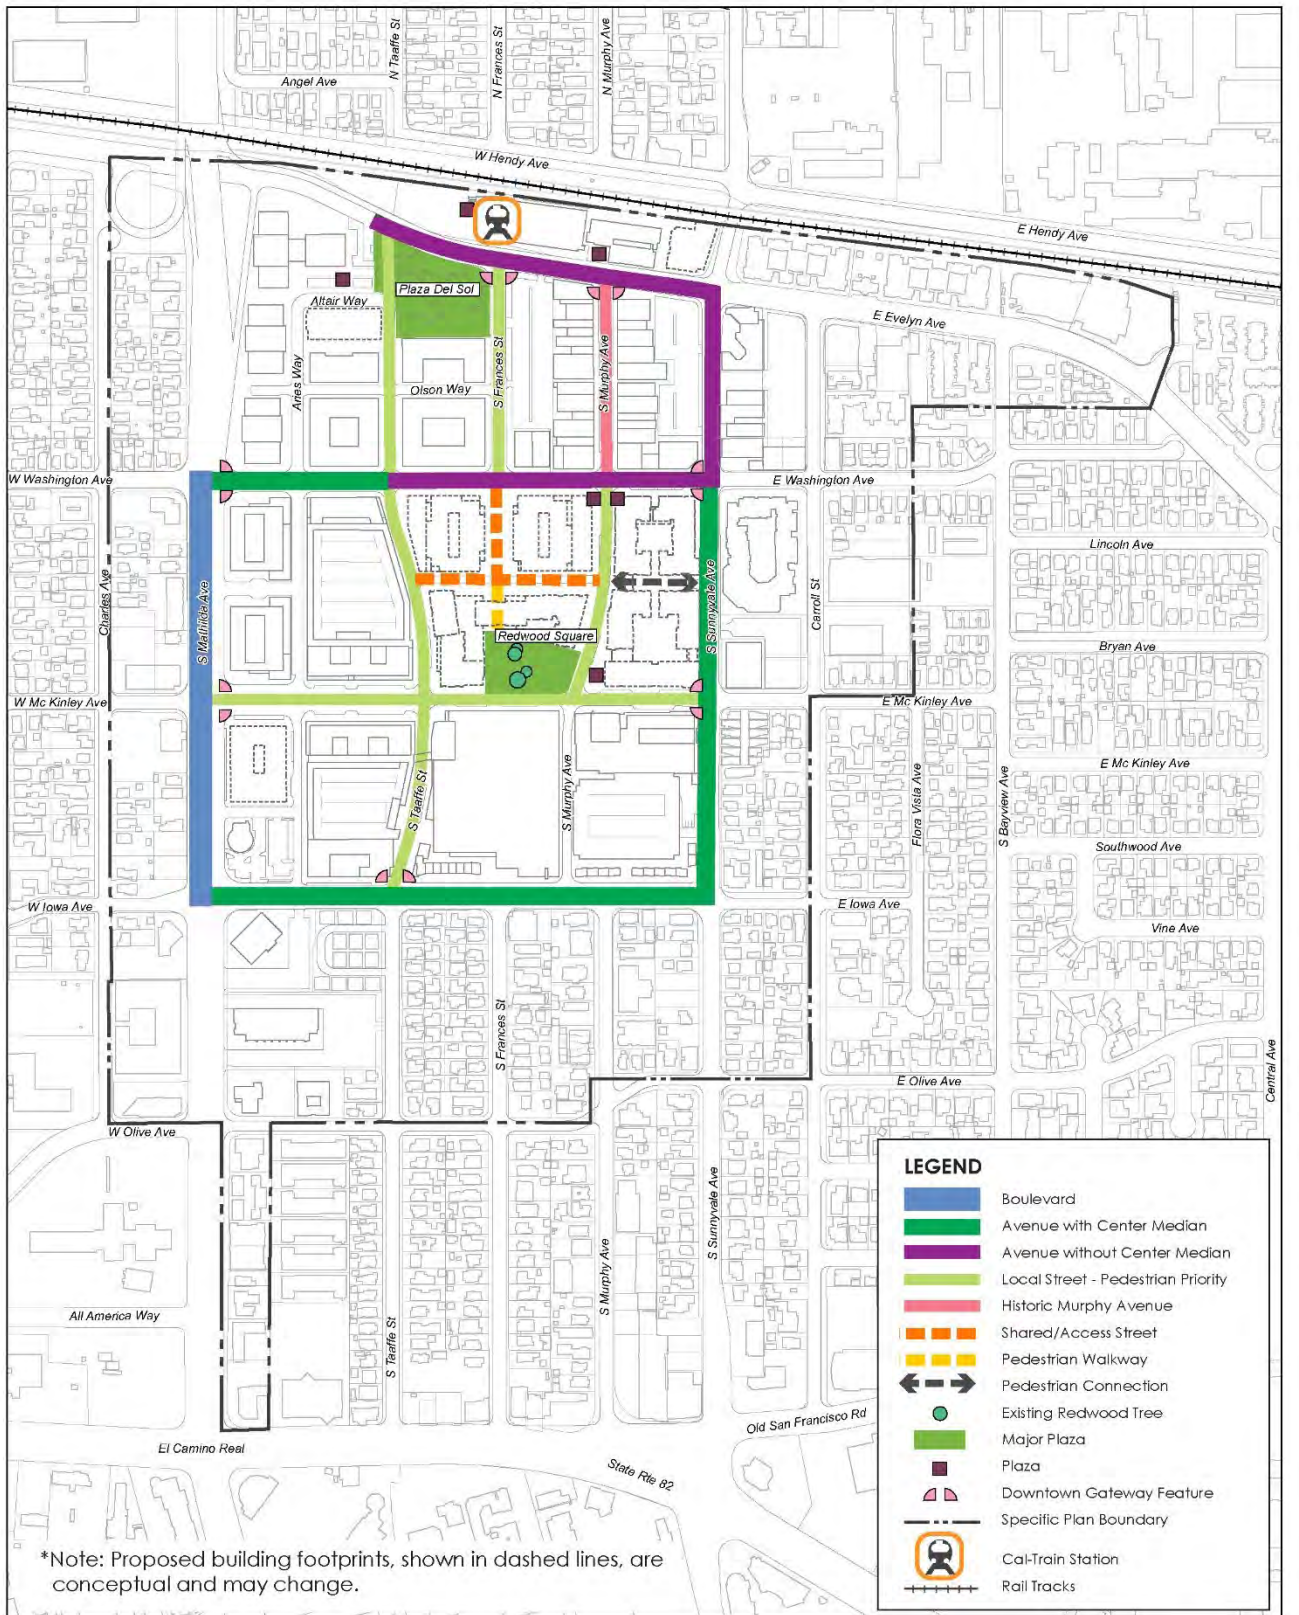 N Taaffe St
N Frances St
N Murphy Ave
Angel Ave
W Hendy Ave
E Hendy Ave
Plaza Del Sol
Altair Way
E Evelyn Ave
Aries Way
Olson Way
S Frances St
S Murphy Ave
W Washington Ave
E Washington Ave
Lincoln Ave
Charles Ave
S Mathilda Ave
S Sunnyvale Ave
Carroll St
Redwood Square
Bryan Ave
W Mc Kinley Ave
E Mc Kinley Ave
E Mc Kinley Ave
S Taaffe St
S Murphy Ave
Flora Vista Ave
S Bayview Ave
Southwood Ave
W Iowa Ave
E Iowa Ave
Vine Ave
S Frances St
E Olive Ave
Central Ave
W Olive Ave
S Sunnyvale Ave
S Murphy Ave
All America Way
S Taaffe St
Old San Francisco Rd
El Camino Real
State Rte 82
LEGEND
Boulevard
Avenue with Center Median
Avenue without Center Median
Local Street - Pedestrian Priority
Historic Murphy Avenue
Shared/Access Street
Pedestrian Walkway
Pedestrian Connection
Existing Redwood Tree
Major Plaza
Plaza
Downtown Gateway Feature
Specific Plan Boundary
Cal-Train Station
Rail Tracks
*Note: Proposed building footprints, shown in dashed lines, are
conceptual and may change.